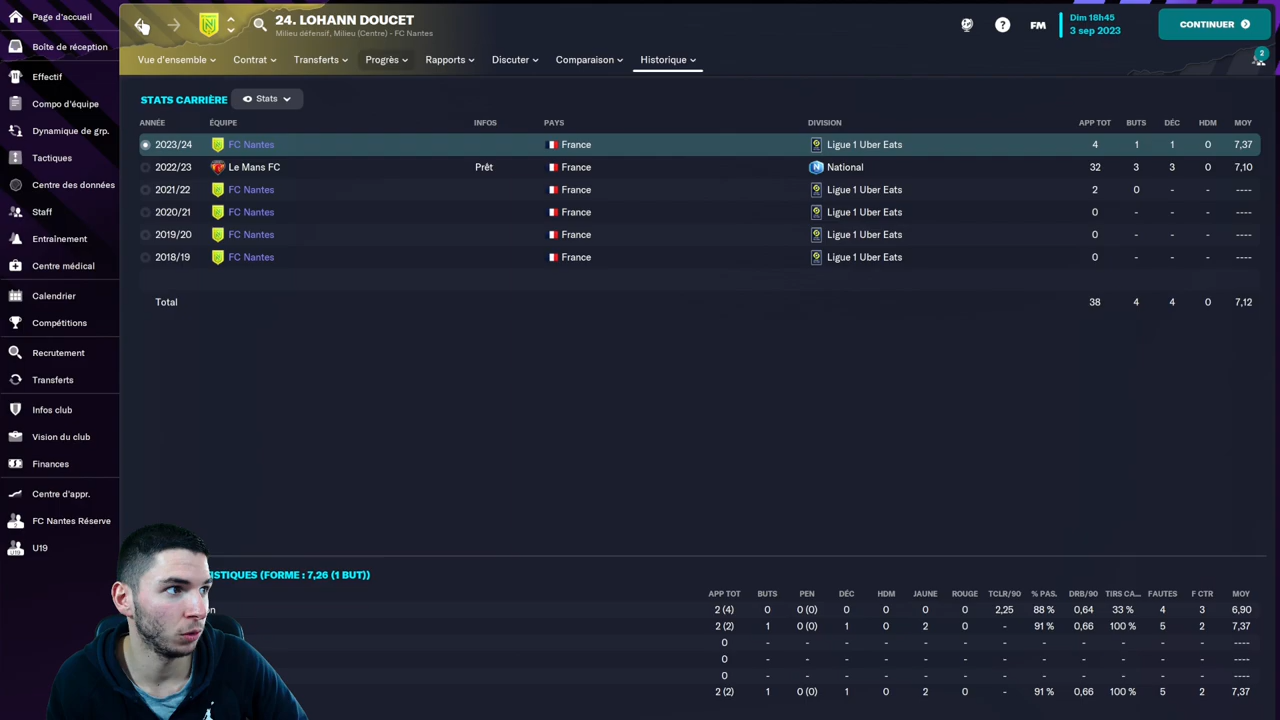 Page d'accueil
24. LOHANN DOUCET
Milieu défensif, Milieu (Centre) - FC Nantes
FM
Dim 18h45
3 sep 2023
CONTINUER
Boîte de réception
Vue d'ensemble
Contrat
Transferts
Progrès
Rapports
Discuter
Comparaison
Historique
2
Effectif
Compo d'équipe
Dynamique de grp.
Tactiques
Centre des données
Staff
Entraînement
Centre médical
Calendrier
Compétitions
Recrutement
Transferts
Infos club
Vision du club
Finances
Centre d'appr.
FC Nantes Réserve
2
U19
U19
STATS CARRIÈRE Stats
ANNÉE ÉQUIPE INFOS PAYS DIVISION APP TOT BUTS DÉC HDM MOY
2023/24 FC Nantes France Ligue 1 Uber Eats 4 1 1 0 7,37
2022/23 Le Mans FC Prêt France National 32 3 3 0 7,10
2021/22 FC Nantes France Ligue 1 Uber Eats 2 0 - - ----
2020/21 FC Nantes France Ligue 1 Uber Eats 0 - - - ----
2019/20 FC Nantes France Ligue 1 Uber Eats 0 - - - ----
2018/19 FC Nantes France Ligue 1 Uber Eats 0 - - - ----
Total 38 4 4 0 7,12
(FORME : 7,26 (1 BUT))
APP TOT BUTS PEN DÉC HDM JAUNE ROUGE TCLR/90 % PAS. DRB/90 TIRS CA... FAUTES F CTR MOY
2 (4) 0 0 (0) 0 0 0 0 2,25 88 % 0,64 33 % 4 3 6,90
2 (2) 1 0 (0) 1 0 2 0 - 91 % 0,66 100 % 5 2 7,37
0 - - - - - - - - - - - - ----
0 - - - - - - - - - - - - ----
0 - - - - - - - - - - - - ----
2 (2) 1 0 (0) 1 0 2 0 - 91 % 0,66 100 % 5 2 7,37